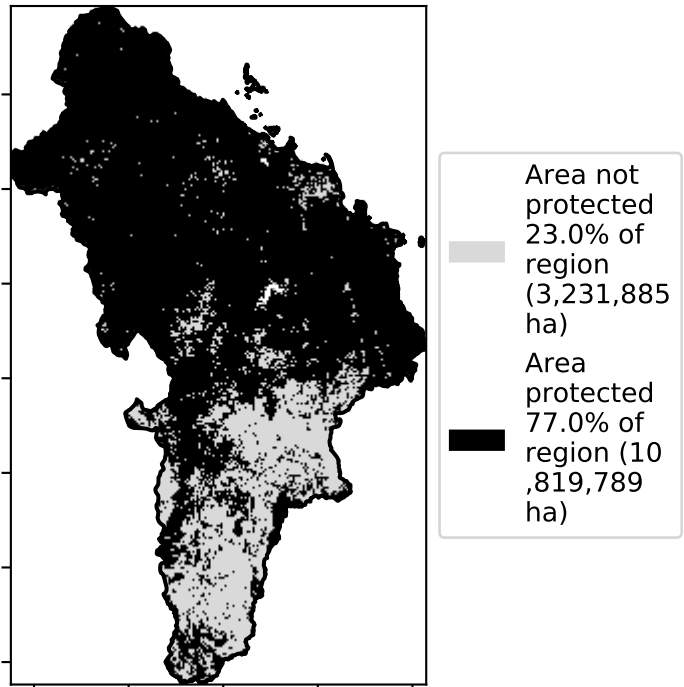 Area not
protected
23.0% of
region
(3,231,885
ha)
Area
protected
77.0% of
region (10
,819,789
ha)